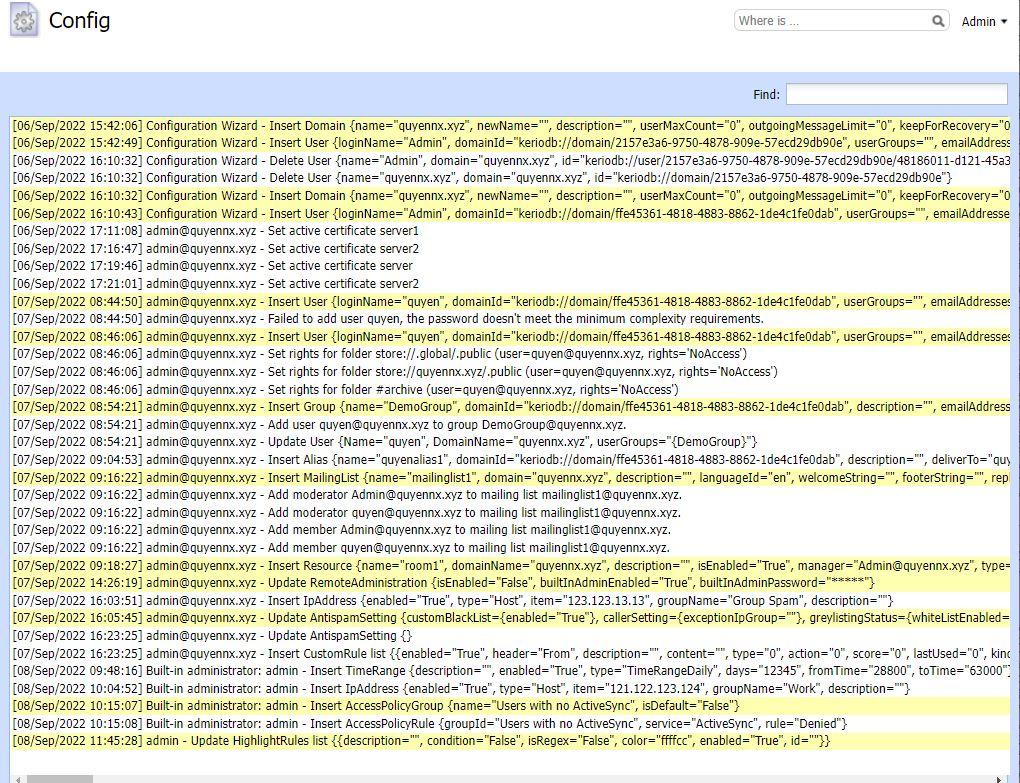 Config
Where is ...
Admin
Find:
[06/Sep/2022 15:42:06] Configuration Wizard - Insert Domain {name="quyennx.xyz", newName="", description="", userMaxCount="0", outgoingMessageLimit="0", keepForRecovery="0
[06/Sep/2022 15:42:49] Configuration Wizard - Insert User {loginName="Admin", domainId="keriodb://domain/2157e3a6-9750-4878-909e-57ecd29db90e", userGroups="", emailAddress
[06/Sep/2022 16:10:32] Configuration Wizard - Delete User {name="Admin", domain="quyennx.xyz", id="keriodb://user/2157e3a6-9750-4878-909e-57ecd29db90e/48186011-d121-45a3
[06/Sep/2022 16:10:32] Configuration Wizard - Delete User {name="quyennx.xyz", domain="quyennx.xyz", id="keriodb://domain/2157e3a6-9750-4878-909e-57ecd29db90e"}
[06/Sep/2022 16:10:32] Configuration Wizard - Insert Domain {name="quyennx.xyz", newName="", description="", userMaxCount="0", outgoingMessageLimit="0", keepForRecovery="0
[06/Sep/2022 16:10:43] Configuration Wizard - Insert User {loginName="Admin", domainId="keriodb://domain/ffe45361-4818-4883-8862-1de4c1fe0dab", userGroups="", emailAddresse
[06/Sep/2022 17:11:08] admin@quyennx.xyz - Set active certificate server1
[06/Sep/2022 17:16:47] admin@quyennx.xyz - Set active certificate server2
[06/Sep/2022 17:19:46] admin@quyennx.xyz - Set active certificate server
[06/Sep/2022 17:21:01] admin@quyennx.xyz - Set active certificate server2
[07/Sep/2022 08:44:50] admin@quyennx.xyz - Insert User {loginName="quyen", domainId="keriodb://domain/ffe45361-4818-4883-8862-1de4c1fe0dab", userGroups="", emailAddresses
[07/Sep/2022 08:44:50] admin@quyennx.xyz - Failed to add user quyen, the password doesn't meet the minimum complexity requirements.
[07/Sep/2022 08:46:06] admin@quyennx.xyz - Insert User {loginName="quyen", domainId="keriodb://domain/ffe45361-4818-4883-8862-1de4c1fe0dab", userGroups="", emailAddresses
[07/Sep/2022 08:46:06] admin@quyennx.xyz - Set rights for folder store://.global/.public (user=quyen@quyennx.xyz, rights='NoAccess')
[07/Sep/2022 08:46:06] admin@quyennx.xyz - Set rights for folder store://quyennx.xyz/.public (user=quyen@quyennx.xyz, rights='NoAccess')
[07/Sep/2022 08:46:06] admin@quyennx.xyz - Set rights for folder #archive (user=quyen@quyennx.xyz, rights='NoAccess')
[07/Sep/2022 08:54:21] admin@quyennx.xyz - Insert Group {name="DemoGroup", domainId="keriodb://domain/ffe45361-4818-4883-8862-1de4c1fe0dab", description="", emailAddress
[07/Sep/2022 08:54:21] admin@quyennx.xyz - Add user quyen@quyennx.xyz to group DemoGroup@quyennx.xyz.
[07/Sep/2022 08:54:21] admin@quyennx.xyz - Update User {Name="quyen", DomainName="quyennx.xyz", userGroups="{DemoGroup}"}
[07/Sep/2022 09:04:53] admin@quyennx.xyz - Insert Alias {name="quyenalias1", domainId="keriodb://domain/ffe45361-4818-4883-8862-1de4c1fe0dab", description="", deliverTo="quy
[07/Sep/2022 09:16:22] admin@quyennx.xyz - Insert MailingList {name="mailinglist1", domain="quyennx.xyz", description="", languageId="en", welcomeString="", footerString="", repl
[07/Sep/2022 09:16:22] admin@quyennx.xyz - Add moderator Admin@quyennx.xyz to mailing list mailinglist1@quyennx.xyz.
[07/Sep/2022 09:16:22] admin@quyennx.xyz - Add moderator quyen@quyennx.xyz to mailing list mailinglist1@quyennx.xyz.
[07/Sep/2022 09:16:22] admin@quyennx.xyz - Add member Admin@quyennx.xyz to mailing list mailinglist1@quyennx.xyz.
[07/Sep/2022 09:16:22] admin@quyennx.xyz - Add member quyen@quyennx.xyz to mailing list mailinglist1@quyennx.xyz.
[07/Sep/2022 09:18:27] admin@quyennx.xyz - Insert Resource {name="room1", domainName="quyennx.xyz", description="", isEnabled="True", manager="Admin@quyennx.xyz", type=
[07/Sep/2022 14:26:19] admin@quyennx.xyz - Update RemoteAdministration {isEnabled="False", builtInAdminEnabled="True", builtInAdminPassword="*****"}
[07/Sep/2022 16:03:51] admin@quyennx.xyz - Insert IpAddress {enabled="True", type="Host", item="123.123.13.13", groupName="Group Spam", description=""}
[07/Sep/2022 16:05:45] admin@quyennx.xyz - Update AntispamSetting {customBlackList={enabled="True"}, callerSetting={exceptionIpGroup=""}, greylistingStatus={whiteListEnabled=
[07/Sep/2022 16:23:25] admin@quyennx.xyz - Update AntispamSetting {}
[07/Sep/2022 16:23:25] admin@quyennx.xyz - Insert CustomRule list {{enabled="True", header="From", description="", content="", type="0", action="0", score="0", lastUsed="0", kind
[08/Sep/2022 09:48:16] Built-in administrator: admin - Insert TimeRange {description="", enabled="True", type="TimeRangeDaily", days="12345", fromTime="28800", toTime="63000"}
[08/Sep/2022 10:04:52] Built-in administrator: admin - Insert IpAddress {enabled="True", type="Host", item="121.122.123.124", groupName="Work", description=""}
[08/Sep/2022 10:15:07] Built-in administrator: admin - Insert AccessPolicyGroup {name="Users with no ActiveSync", isDefault="False"}
[08/Sep/2022 10:15:08] Built-in administrator: admin - Insert AccessPolicyRule {groupId="Users with no ActiveSync", service="ActiveSync", rule="Denied"}
[08/Sep/2022 11:45:28] admin - Update HighlightRules list {{description="", condition="False", isRegex="False", color="ffffcc", enabled="True", id=""}}